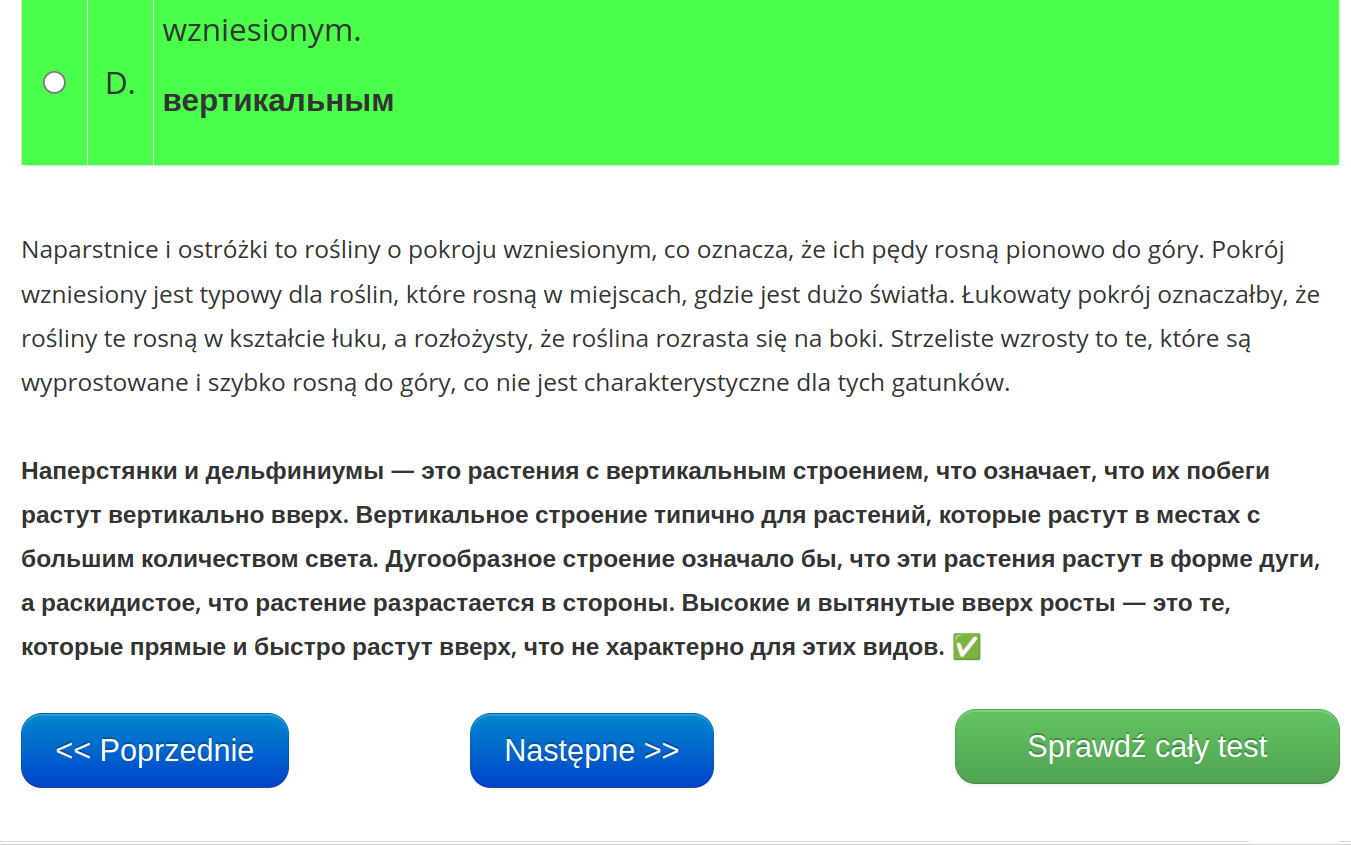 wzniesionym.
D.
вертикальным
Naparstnice i ostróżki to rośliny o pokroju wzniesionym, co oznacza, że ich pędy rosną pionowo do góry. Pokrój
wzniesiony jest typowy dla roślin, które rosną w miejscach, gdzie jest dużo światła. Łukowaty pokrój oznaczałby, że
rośliny te rosną w kształcie łuku, a rozłożysty, że roślina rozrasta się na boki. Strzeliste wzrosty to te, które są
wyprostowane i szybko rosną do góry, co nie jest charakterystyczne dla tych gatunków.
Наперстянки и дельфиниумы — это растения с вертикальным строением, что означает, что их побеги
растут вертикально вверх. Вертикальное строение типично для растений, которые растут в местах с
большим количеством света. Дугообразное строение означало бы, что эти растения растут в форме дуги,
а раскидистое, что растение разрастается в стороны. Высокие и вытянутые вверх росты — это те,
которые прямые и быстро растут вверх, что не характерно для этих видов. ✅
<< Poprzednie
Następne >>
Sprawdź cały test